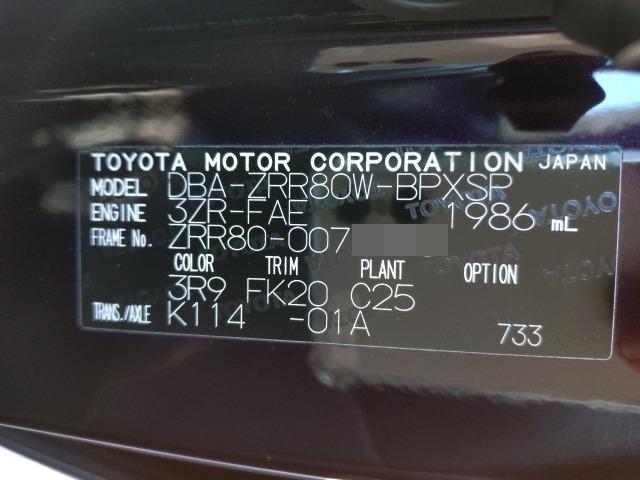 TOYOTA MOTOR CORPORATION JAPAN
MODEL DBA-ZRR80W-BPXSP
ENGINE 3ZR-FAE 1986 mL
FRAME No. ZRR80-007
COLOR TRIM PLANT OPTION
3R9 FK20 C25
TRANS./AXLE K114 -01A 733